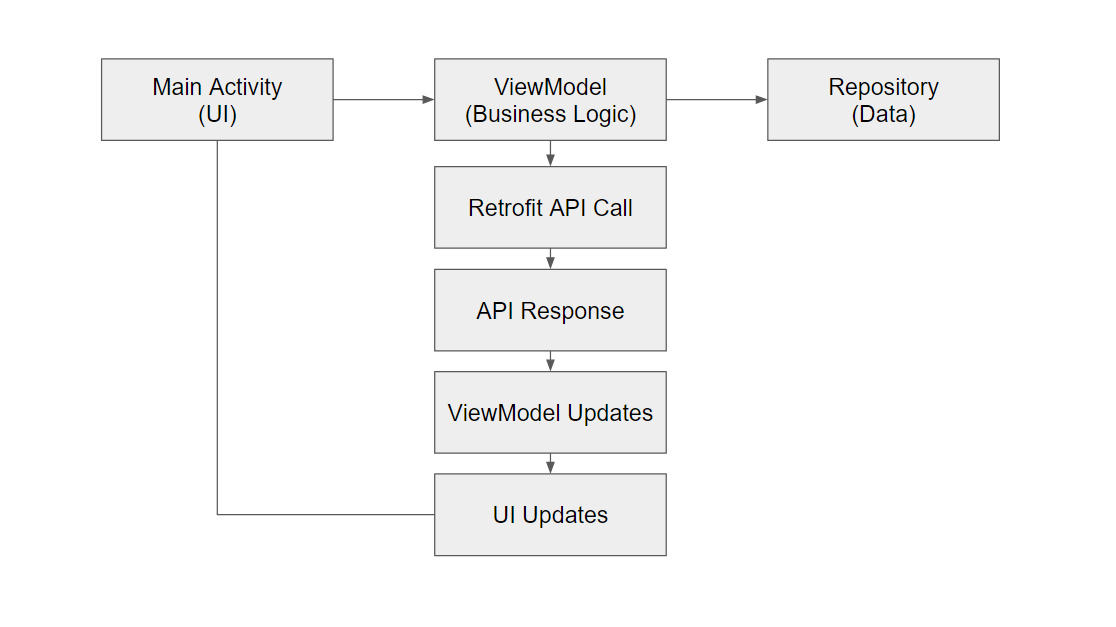 Main Activity
(UI)
ViewModel
(Business Logic)
Repository
(Data)
Retrofit API Call
API Response
ViewModel Updates
UI Updates